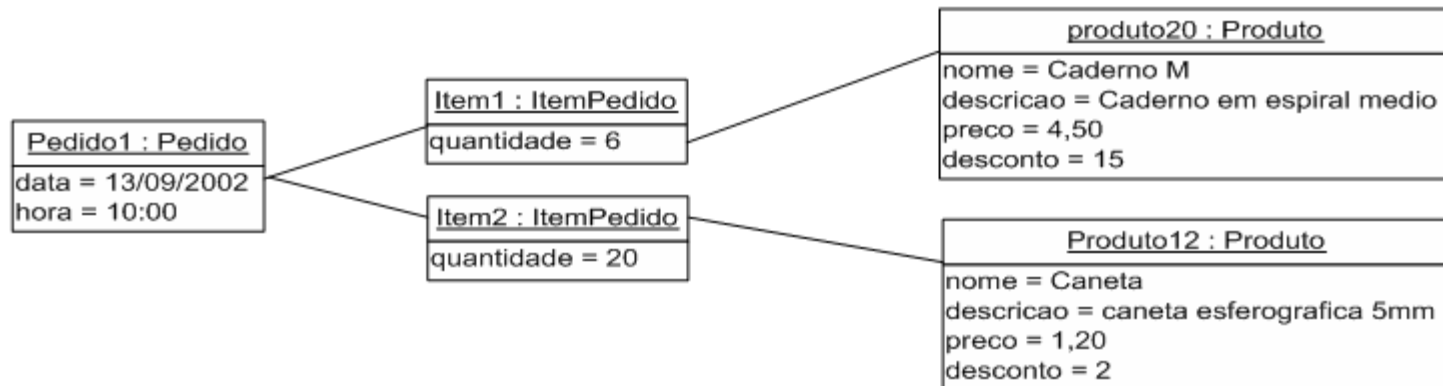 Pedido1 : Pedido
data = 13/09/2002
hora = 10:00
Item1 : ItemPedido
quantidade = 6
Item2 : ItemPedido
quantidade = 20
produto20 : Produto
nome = Caderno M
descricao = Caderno em espiral medio
preco = 4,50
desconto = 15
Produto12 : Produto
nome = Caneta
descricao = caneta esferografica 5mm
preco = 1,20
desconto = 2